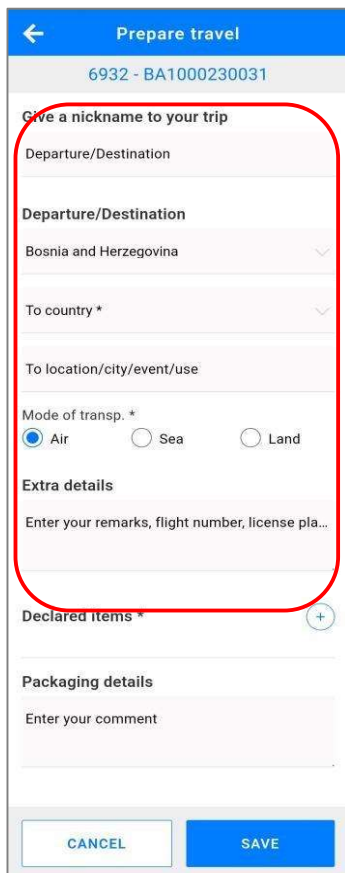 Prepare travel
6932 - BA1000230031
Give a nickname to your trip
Departure/Destination
Departure/Destination
Bosnia and Herzegovina
To country *
To location/city/event/use
Mode of transp. *
Air Sea Land
Extra details
Enter your remarks, flight number, license pla...
Declared items *
Packaging details
Enter your comment
CANCEL SAVE